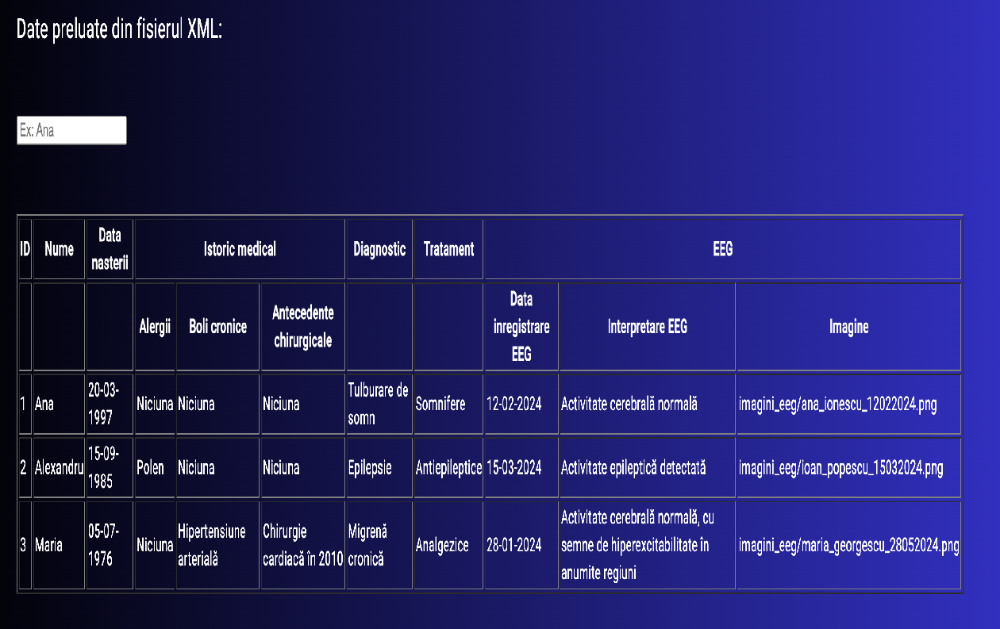 Date preluate din fisierul XML:
Ex: Ana
ID Nume Data nasterii Istoric medical Diagnostic Tratament EEG
Alergii Boli cronice Antecedente chirurgicale Data inregistrare EEG Interpretare EEG Imagine
1 Ana 20-03-1997 Niciuna Niciuna Niciuna Tulburare de somn Somnifere 12-02-2024 Activitate cerebrală normală imagini_eeg/ana_ionescu_12022024.png
2 Alexandru 15-09-1985 Polen Niciuna Niciuna Epilepsie Antiepileptice 15-03-2024 Activitate epileptică detectată imagini_eeg/ioan_popescu_15032024.png
3 Maria 05-07-1976 Niciuna Hipertensiune arterială Chirurgie cardiacă în 2010 Migrenă cronică Analgezice 28-01-2024 Activitate cerebrală normală, cu semne de hiperexcitabilitate în anumite regiuni imagini_eeg/maria_georgescu_28052024.png